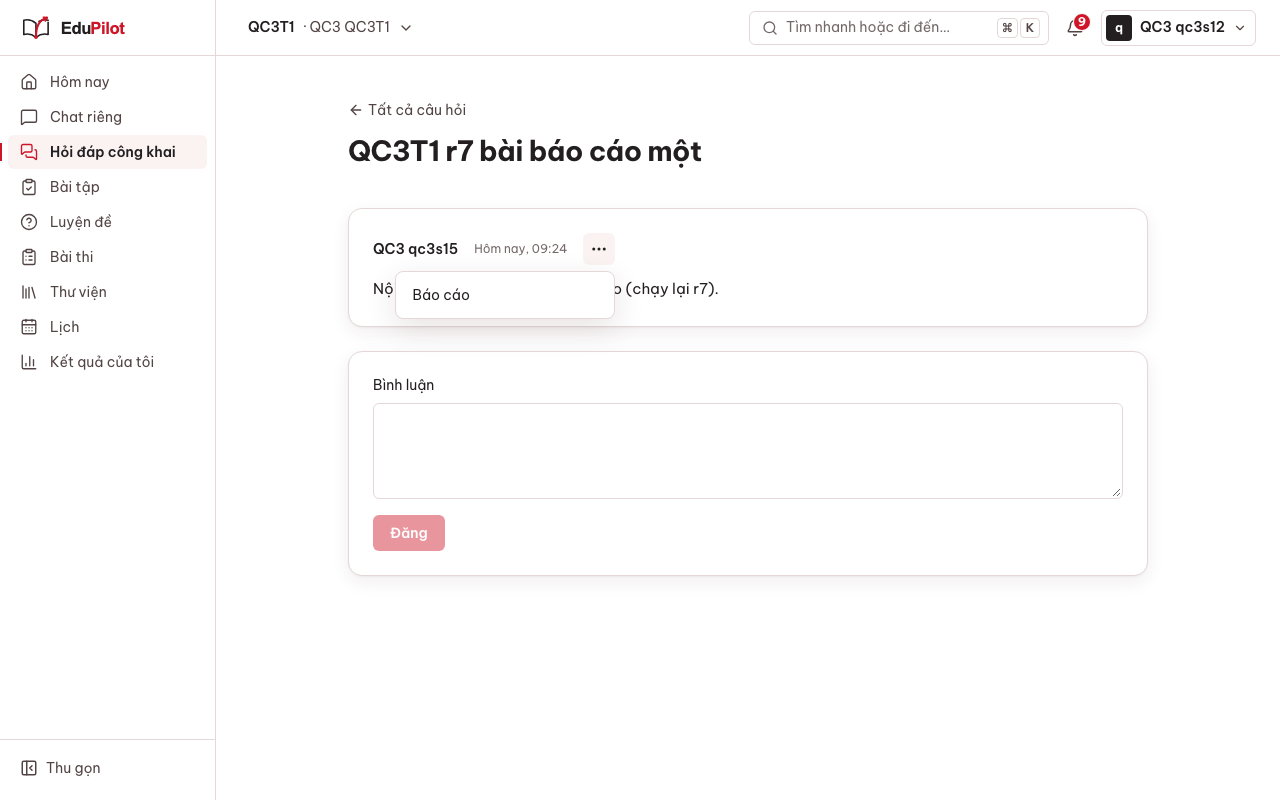 EduPilot
QC3T1 · QC3 QC3T1
Tìm nhanh hoặc đi đến...
⌘ K
9
q
QC3 qc3s12
Hôm nay
Chat riêng
Hỏi đáp công khai
Bài tập
Luyện đề
Bài thi
Thư viện
Lịch
Kết quả của tôi
Thu gọn
Tất cả câu hỏi
QC3T1 r7 bài báo cáo một
QC3 qc3s15 Hôm nay, 09:24
Báo cáo
(chạy lại r7).
Bình luận
Đăng